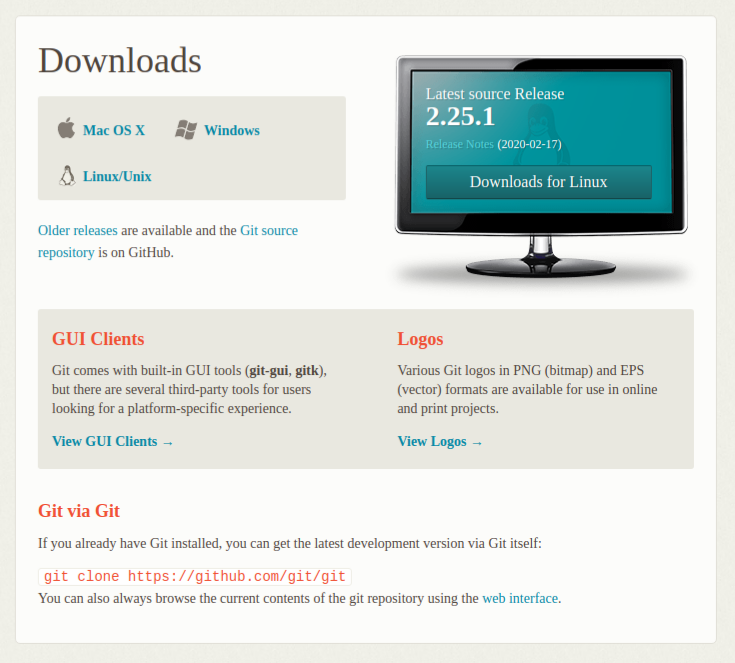 Downloads
Mac OS X
Windows
Linux/Unix
Older releases are available and the Git source
repository is on GitHub.
Latest source Release
2.25.1
Release Notes (2020-02-17)
Downloads for Linux
GUI Clients
Git comes with built-in GUI tools (git-gui, gitk),
but there are several third-party tools for users
looking for a platform-specific experience.
View GUI Clients →
Logos
Various Git logos in PNG (bitmap) and EPS
(vector) formats are available for use in online
and print projects.
View Logos →
Git via Git
If you already have Git installed, you can get the latest development version via Git itself:
git clone https://github.com/git/git
You can also always browse the current contents of the git repository using the web interface.